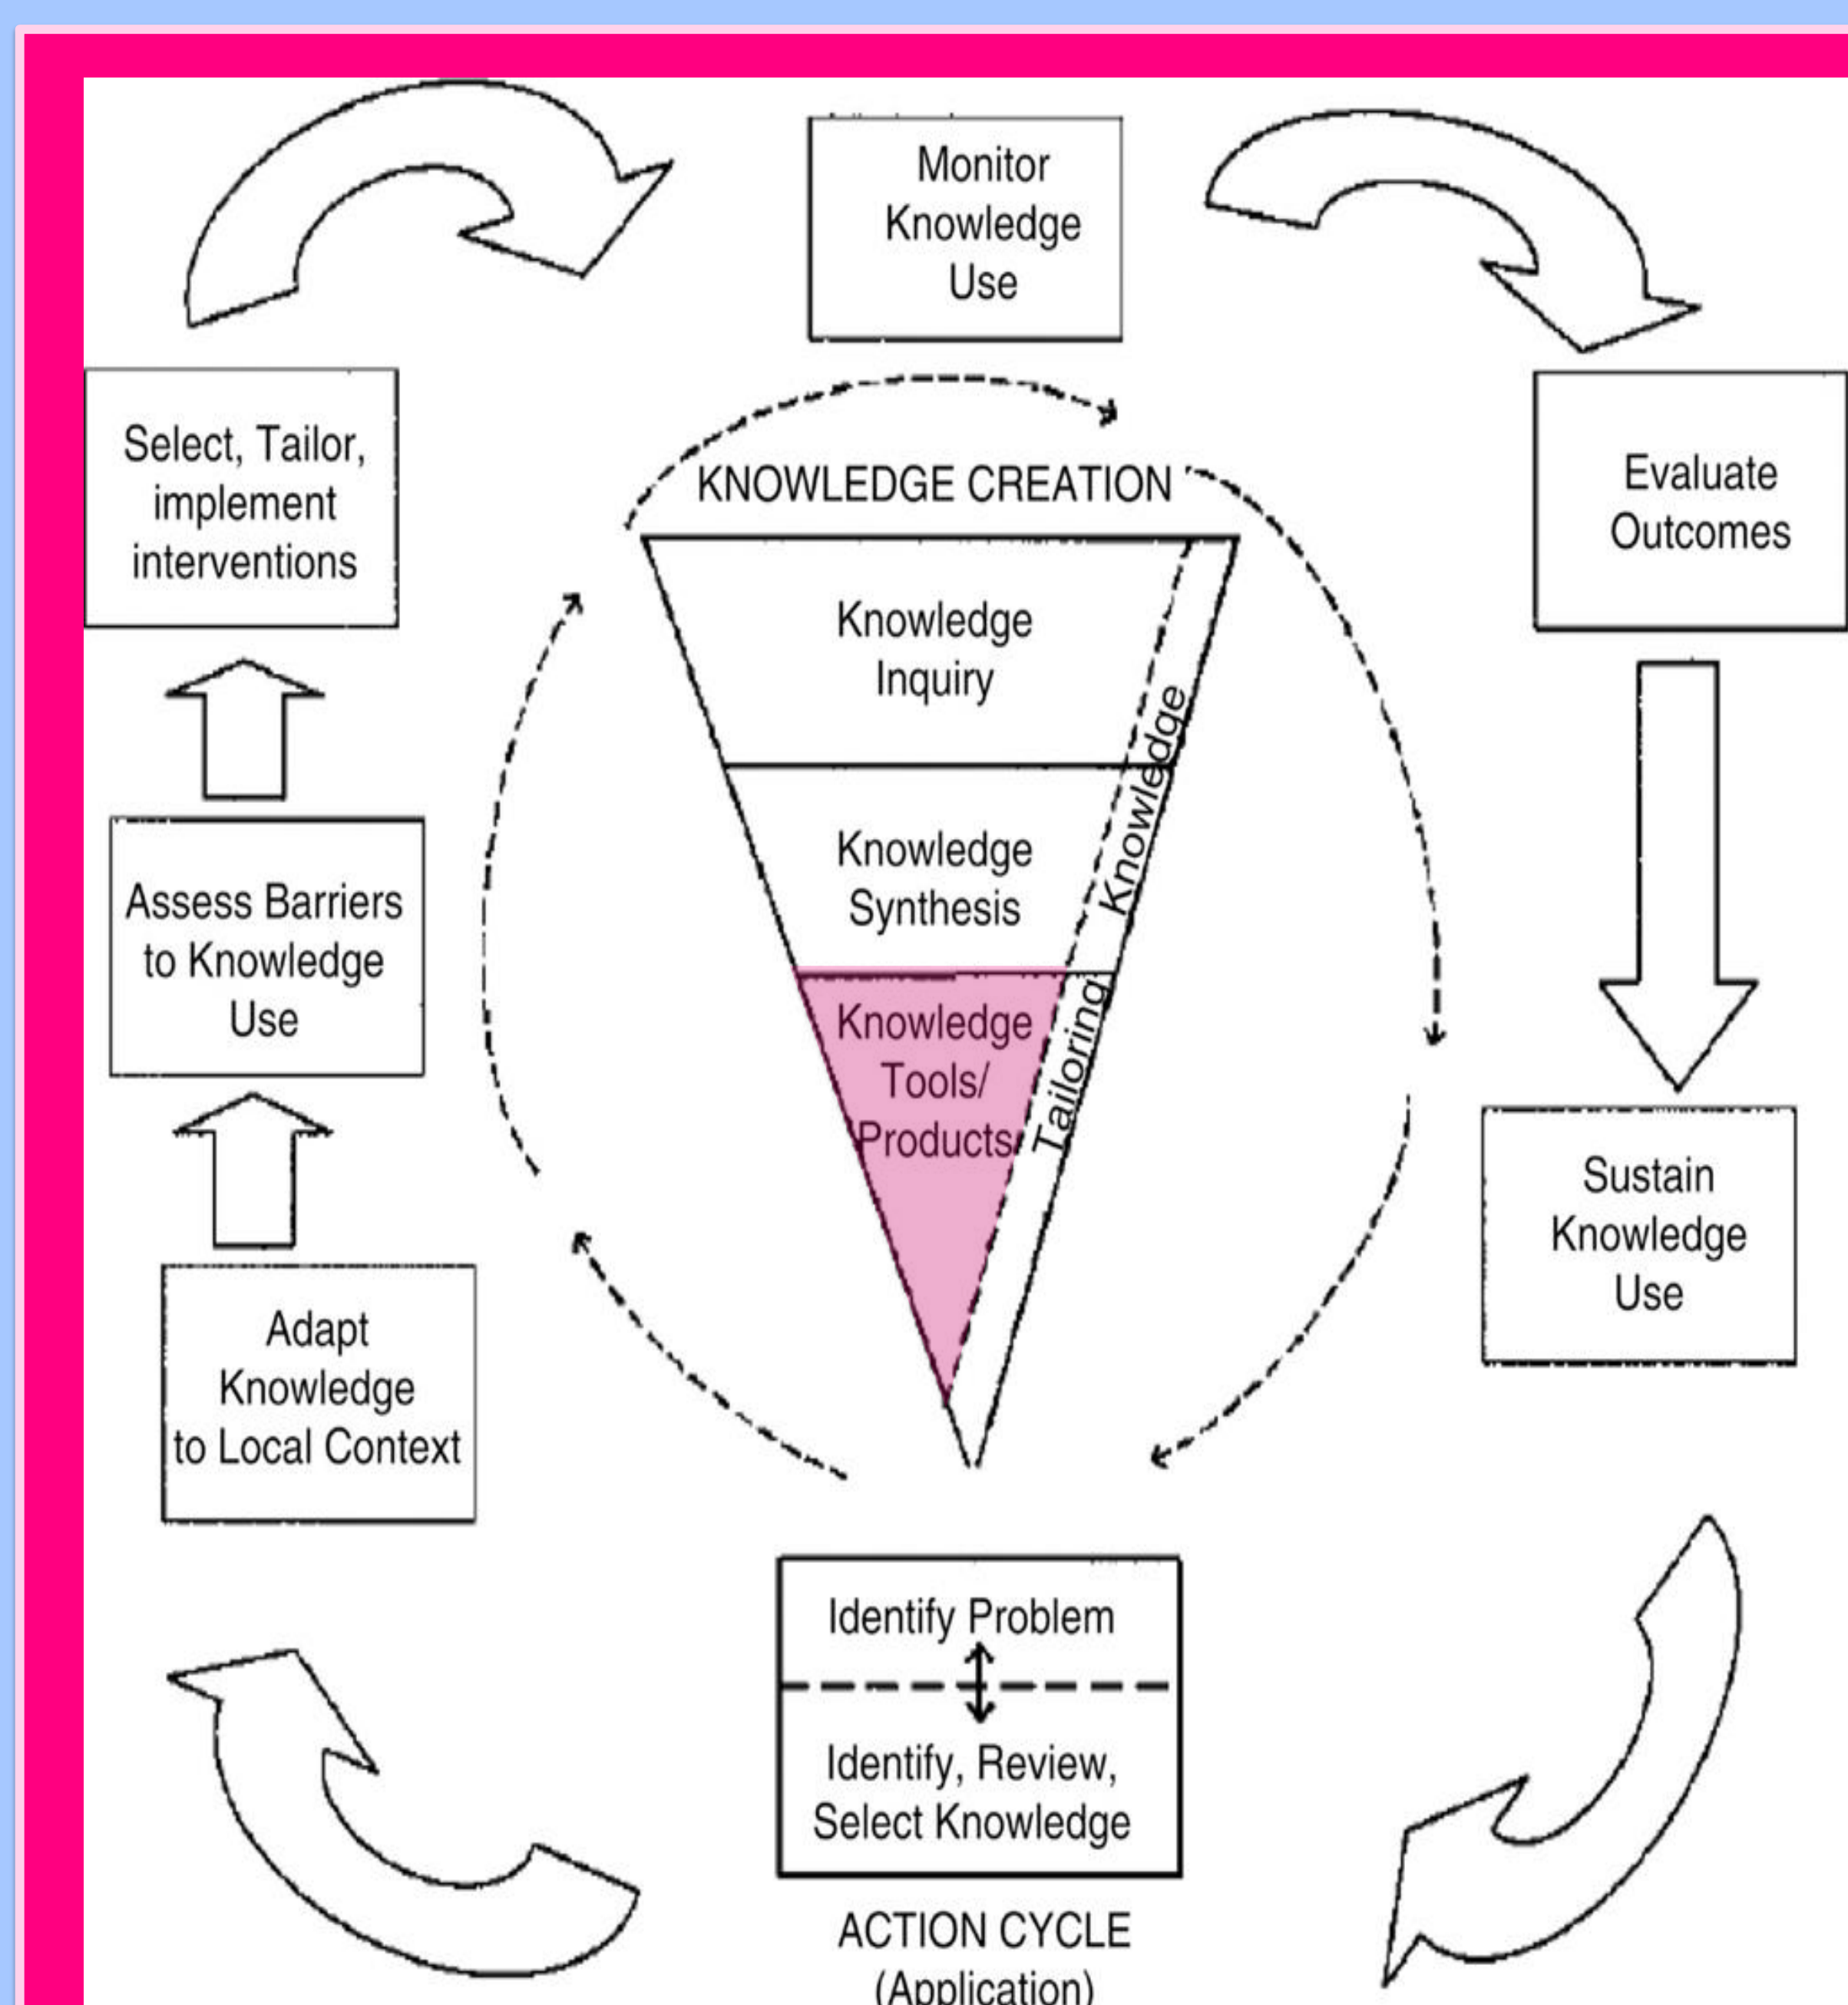 Monitor
Knowledge
Use
Select, Tailor,
implement
interventions
KNOWLEDGE CREATION
Evaluate
Outcomes
Knowledge
Inquiry
Knowledge
Synthesis
Tailoring Knowledge
Assess Barriers
to Knowledge
Use
Knowledge
Tools/
Products
Sustain
Knowledge
Use
Adapt
Knowledge
to Local Context
Identify Problem
Identify, Review,
Select Knowledge
ACTION CYCLE
(Application)